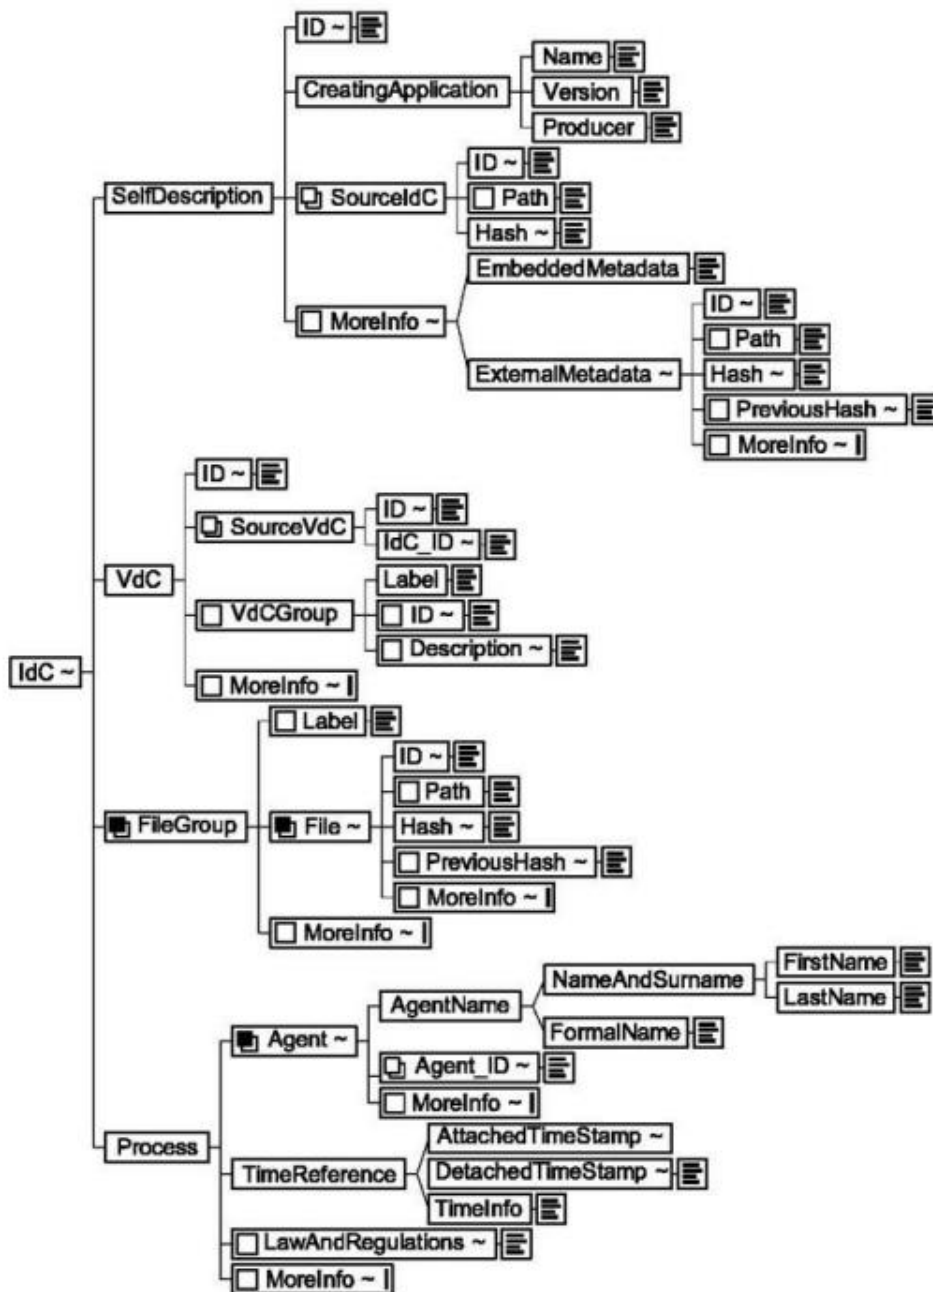 ID ~
CreatingApplication
Name
Version
Producer
SelfDescription
SourceIdC
ID ~
Path
Hash ~
MoreInfo ~
EmbeddedMetadata
ExternalMetadata ~
ID ~
Path
Hash ~
PreviousHash ~
MoreInfo ~
VdC
ID ~
SourceVdC
ID ~
IdC_ID ~
VdCGroup
Label
ID ~
Description ~
MoreInfo ~
IdC ~
FileGroup
Label
File ~
ID ~
Path
Hash ~
PreviousHash ~
MoreInfo ~
MoreInfo ~
Process
Agent ~
AgentName
NameAndSurname
FirstName
LastName
FormalName
Agent_ID ~
MoreInfo ~
TimeReference
AttachedTimeStamp ~
DetachedTimeStamp ~
TimeInfo
LawAndRegulations ~
MoreInfo ~